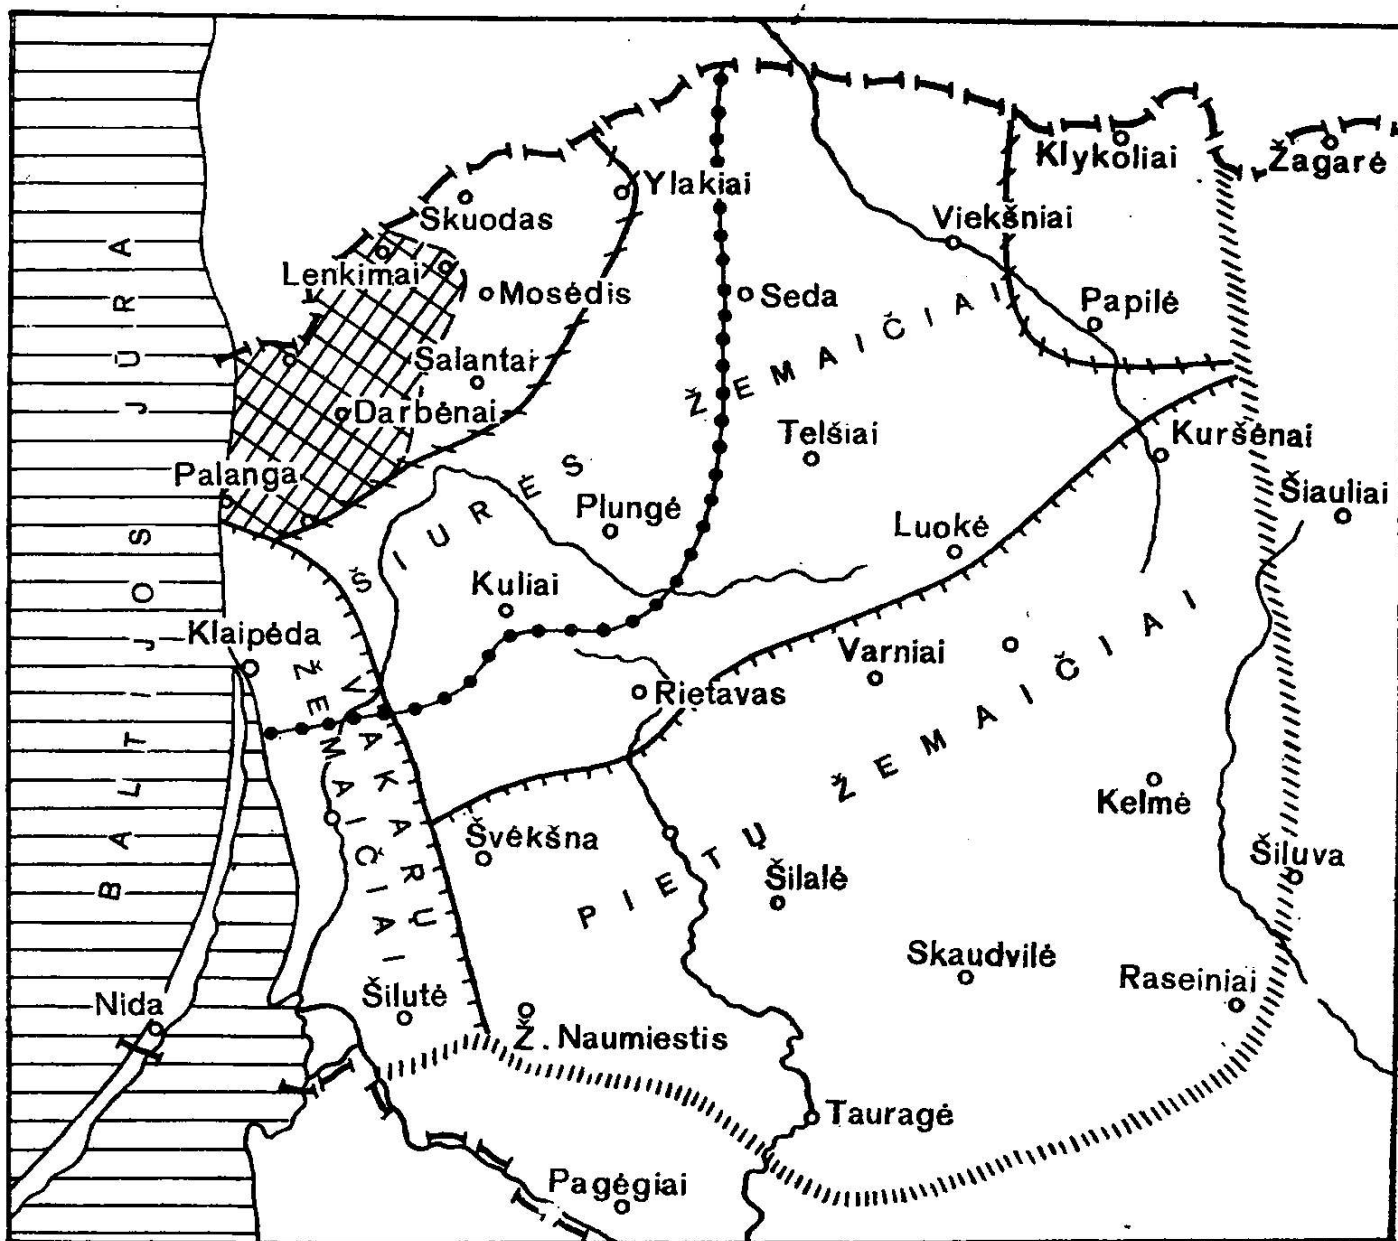 Klykoliai
Žagarė
Ylakiai
Skuodas
Viekšniai
Lenkimai
Mosėdis
Seda
Papilė
Salantai
Darbėnai
Telšiai
Kuršėnai
Palanga
Šiauliai
Plungė
Luokė
Kuliai
Klaipėda
Varniai
Rietavas
Kelmė
Švėkšna
Šiluva
Šilalė
Skaudvilė
Raseiniai
Nida
Šilutė
Ž. Naumiestis
Tauragė
Pagėgiai
BALTIJOS JŪRA
ŠIURĖS ŽEMAIČIAI
VAKARŲ
ŽEMAIČIAI
PIETŲ ŽEMAIČIAI